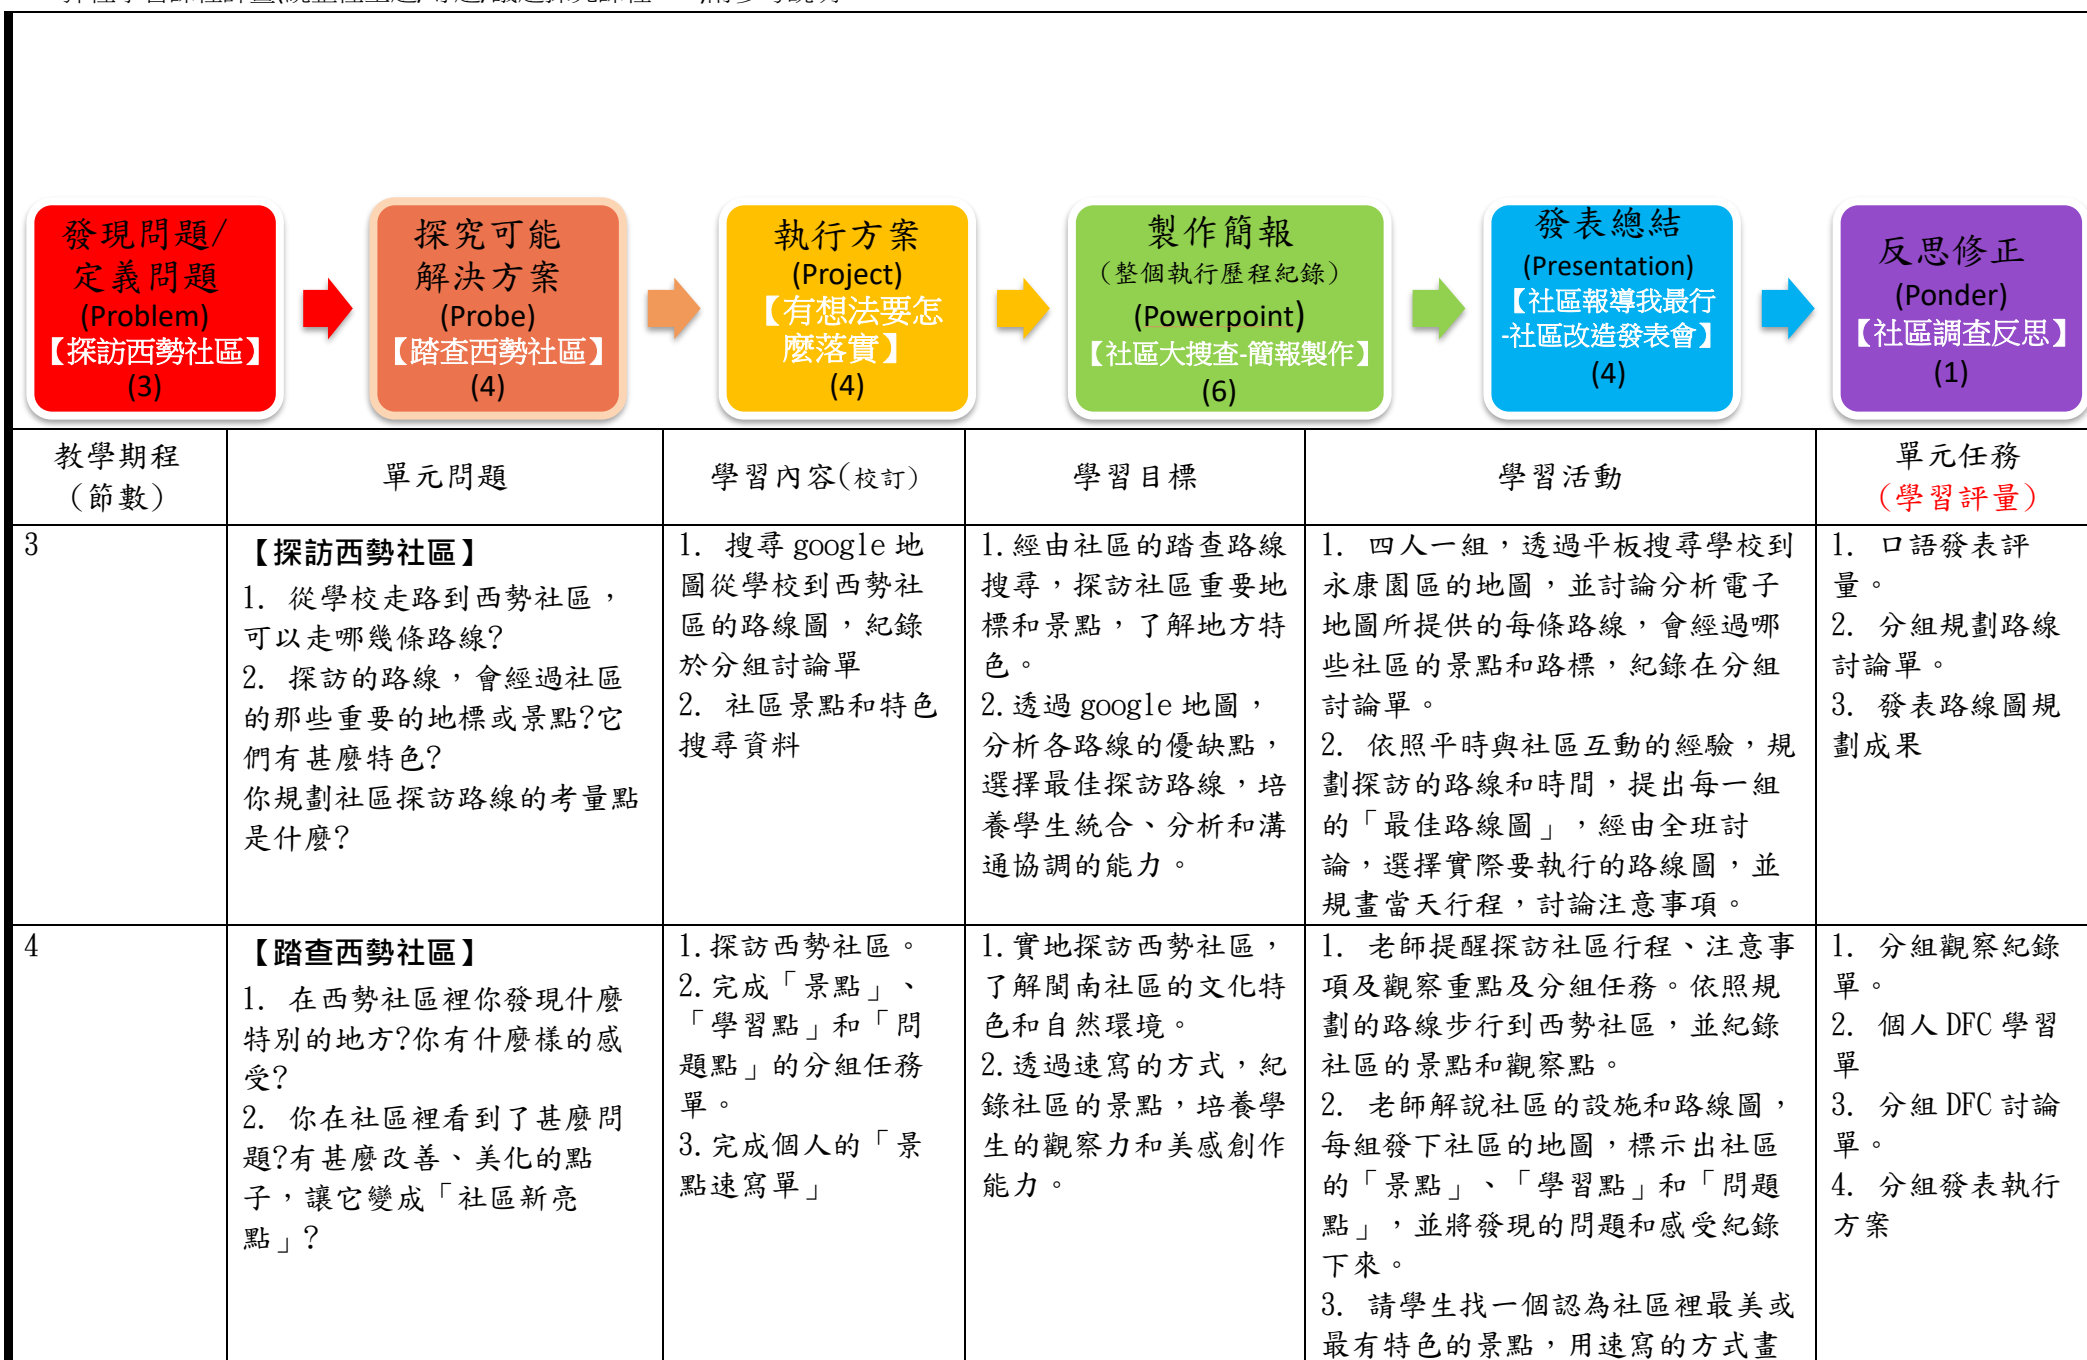 發現問題/
定義問題
(Problem)
【探訪西勢社區】
(3)
探究可能
解決方案
(Probe)
【踏查西勢社區】
(4)
執行方案
(Project)
【有想法要怎
麼落實】
(4)
製作簡報
（整個執行歷程紀錄）
(Powerpoint)
【社區大搜查-簡報製作】
(6)
發表總結
(Presentation)
【社區報導我最行
-社區改造發表會】
(4)
反思修正
(Ponder)
【社區調查反思】
(1)
教學期程
（節數）
單元問題
學習內容(校訂)
學習目標
學習活動
單元任務
（學習評量）
3
【探訪西勢社區】
1. 從學校走路到西勢社區，
可以走哪幾條路線?
2. 探訪的路線，會經過社區
的那些重要的地標或景點?它
們有甚麼特色?
你規劃社區探訪路線的考量點
是什麼?
1. 搜尋 google 地
圖從學校到西勢社
區的路線圖，紀錄
於分組討論單
2. 社區景點和特色
搜尋資料
1.經由社區的踏查路線
搜尋，探訪社區重要地
標和景點，了解地方特
色。
2.透過 google 地圖，
分析各路線的優缺點，
選擇最佳探訪路線，培
養學生統合、分析和溝
通協調的能力。
1. 四人一組，透過平板搜尋學校到
永康園區的地圖，並討論分析電子
地圖所提供的每條路線，會經過哪
些社區的景點和路標，紀錄在分組
討論單。
2. 依照平時與社區互動的經驗，規
劃探訪的路線和時間，提出每一組
的「最佳路線圖」，經由全班討
論，選擇實際要執行的路線圖，並
規畫當天行程，討論注意事項。
1. 口語發表評
量。
2. 分組規劃路線
討論單。
3. 發表路線圖規
劃成果
4
【踏查西勢社區】
1. 在西勢社區裡你發現什麼
特別的地方?你有什麼樣的感
受?
2. 你在社區裡看到了甚麼問
題?有甚麼改善、美化的點
子，讓它變成「社區新亮
點」?
1.探訪西勢社區。
2.完成「景點」、
「學習點」和「問
題點」的分組任務
單。
3.完成個人的「景
點速寫單」
1.實地探訪西勢社區，
了解閩南社區的文化特
色和自然環境。
2.透過速寫的方式，紀
錄社區的景點，培養學
生的觀察力和美感創作
能力。
1. 老師提醒探訪社區行程、注意事
項及觀察重點及分組任務。依照規
劃的路線步行到西勢社區，並紀錄
社區的景點和觀察點。
2. 老師解說社區的設施和路線圖，
每組發下社區的地圖，標示出社區
的「景點」、「學習點」和「問題
點」，並將發現的問題和感受紀錄
下來。
3. 請學生找一個認為社區裡最美或
最有特色的景點，用速寫的方式畫
1. 分組觀察紀錄
單。
2. 個人 DFC 學習
單
3. 分組 DFC 討論
單。
4. 分組發表執行
方案